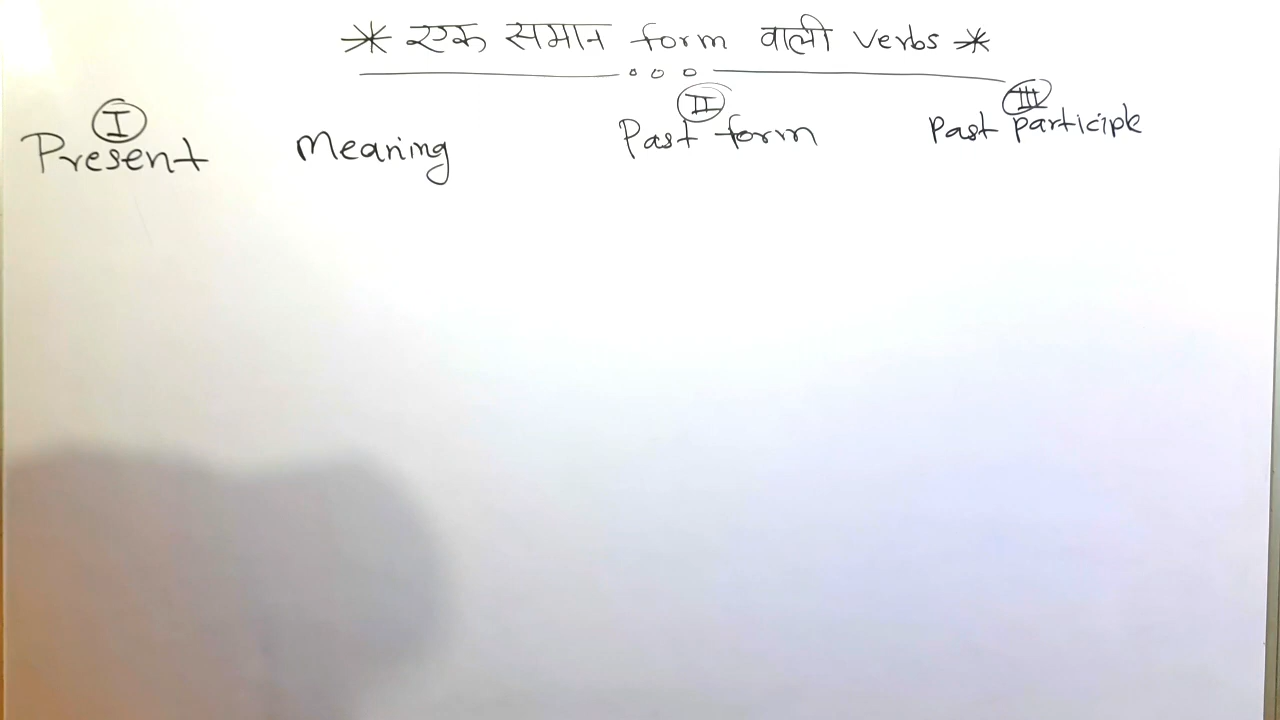 * एक समान form वाली verbs *
I II III
Present Meaning Past form Past participle